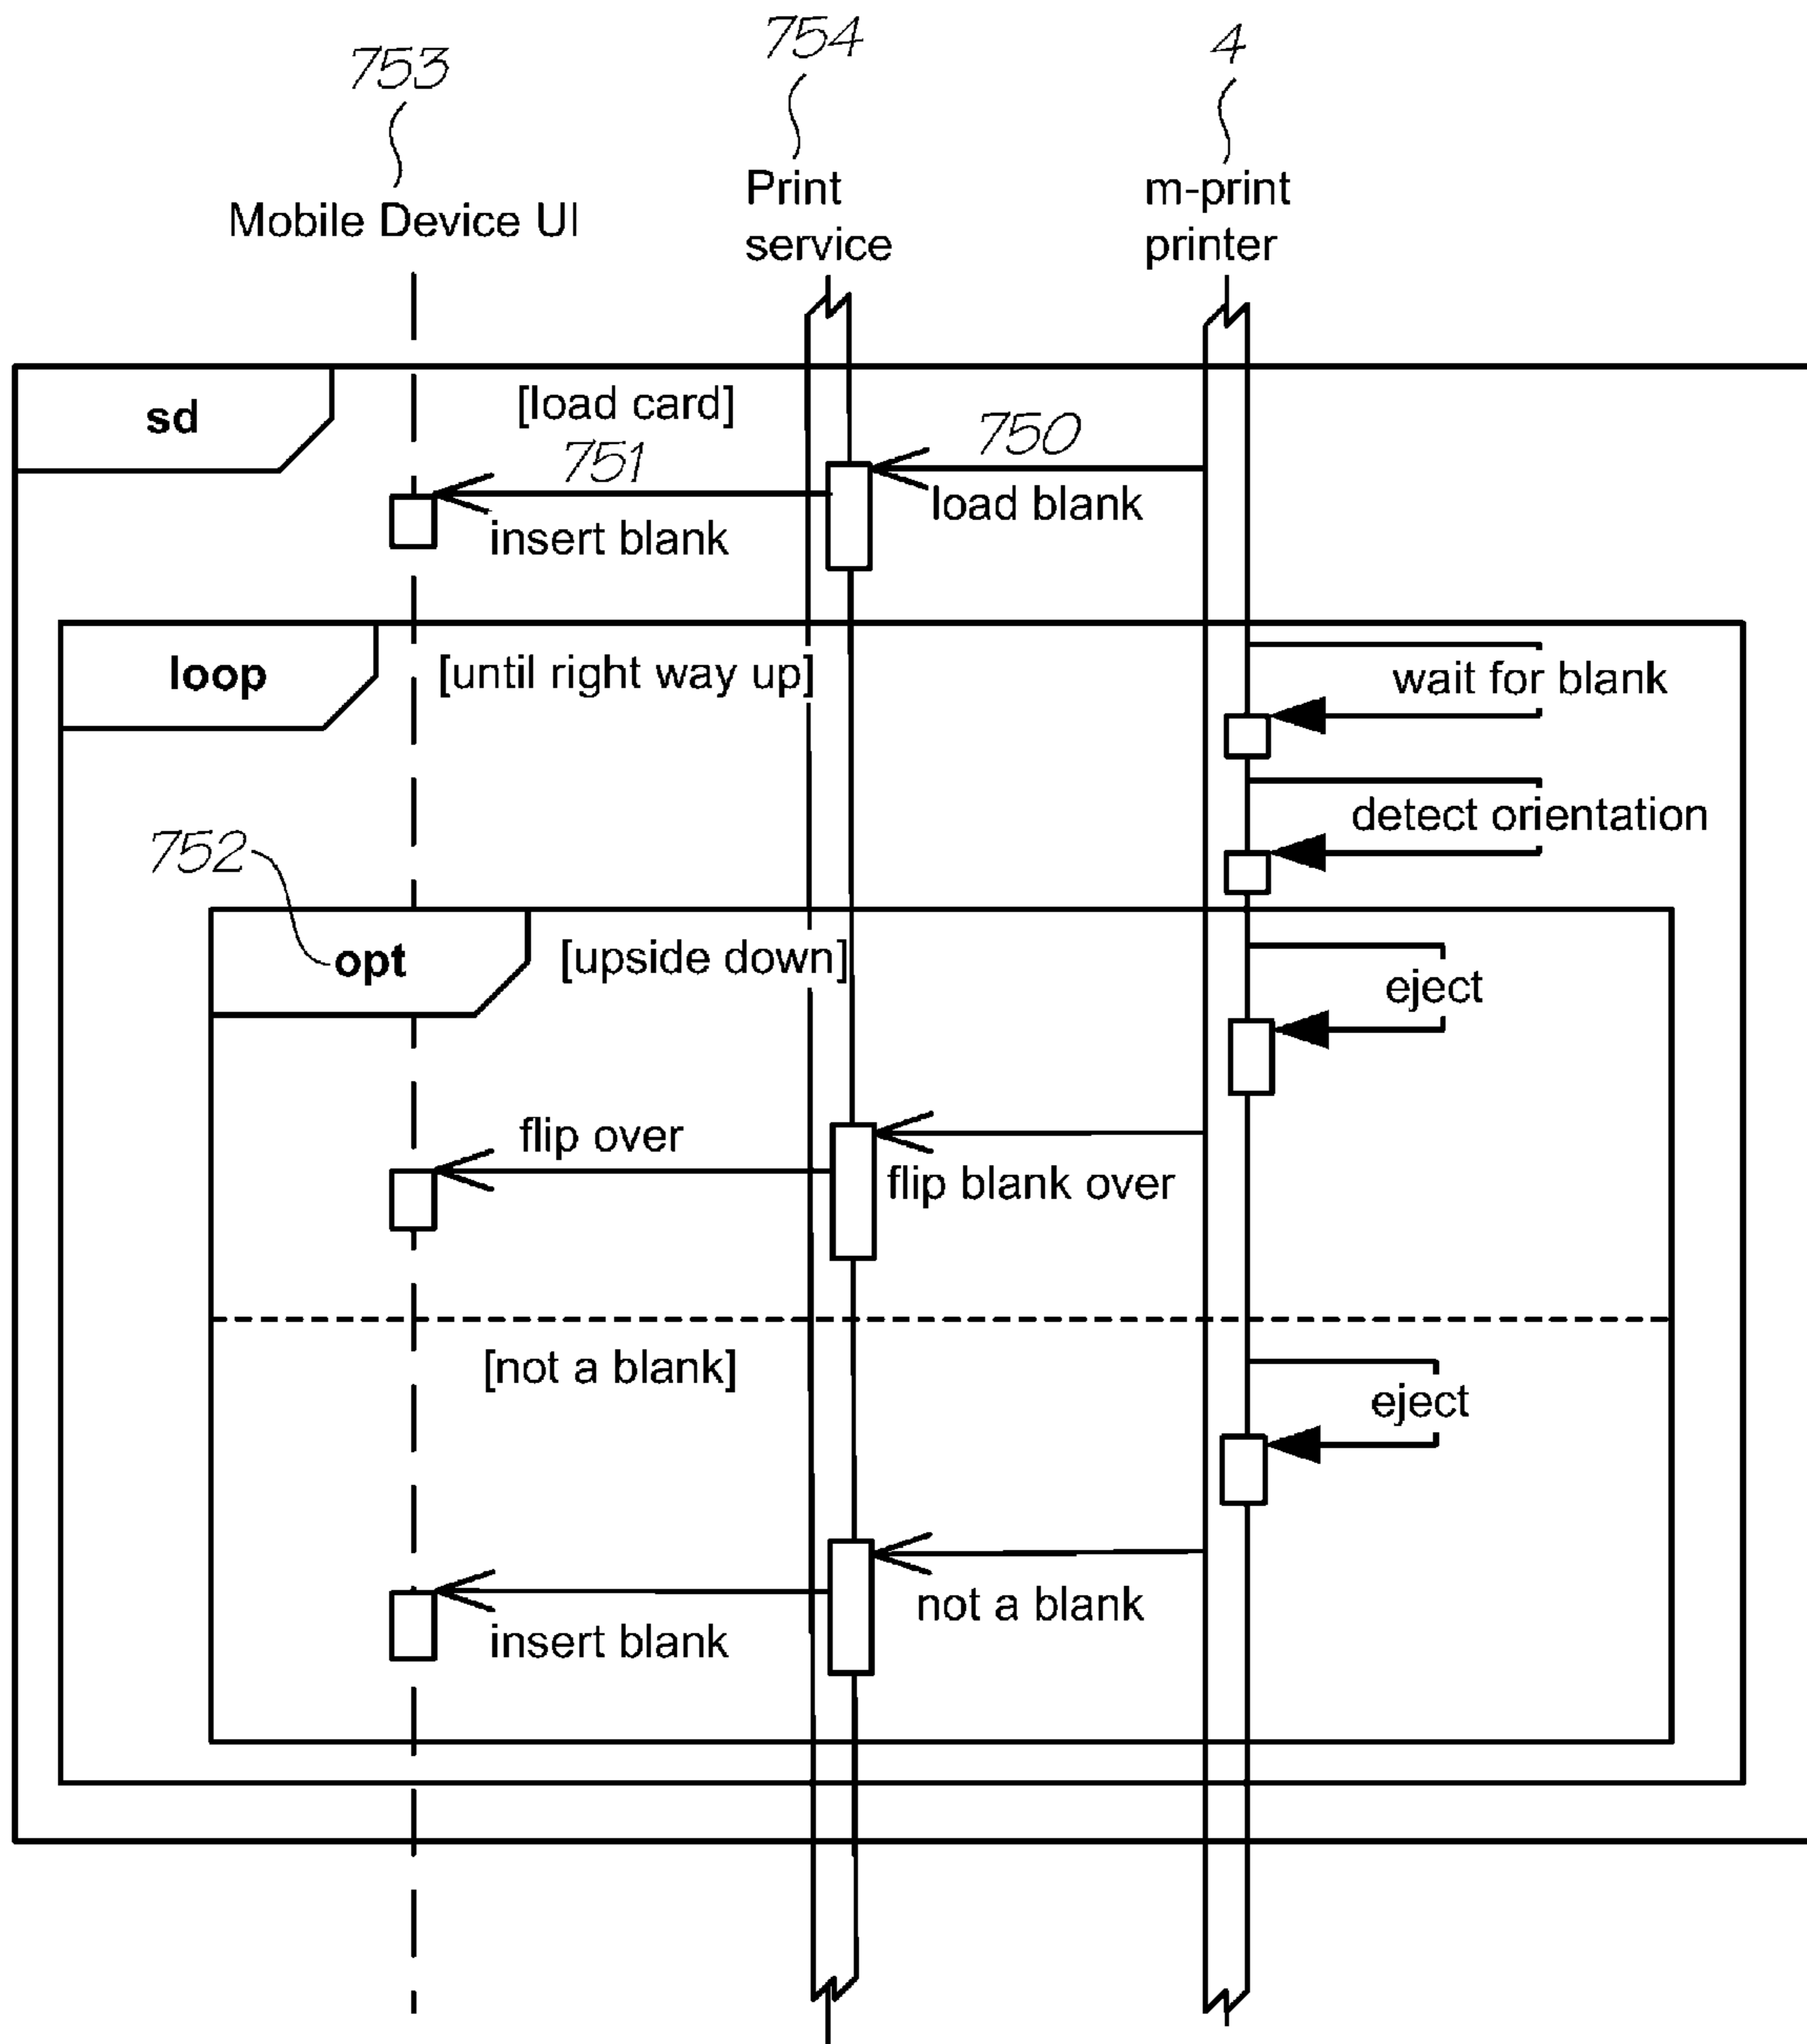 753
754
4
Mobile Device UI
Print
service
m-print
printer
sd
[load card]
751
750
insert blank
load blank
loop
[until right way up]
wait for blank
detect orientation
752
opt
[upside down]
eject
flip over
flip blank over
[not a blank]
eject
not a blank
insert blank